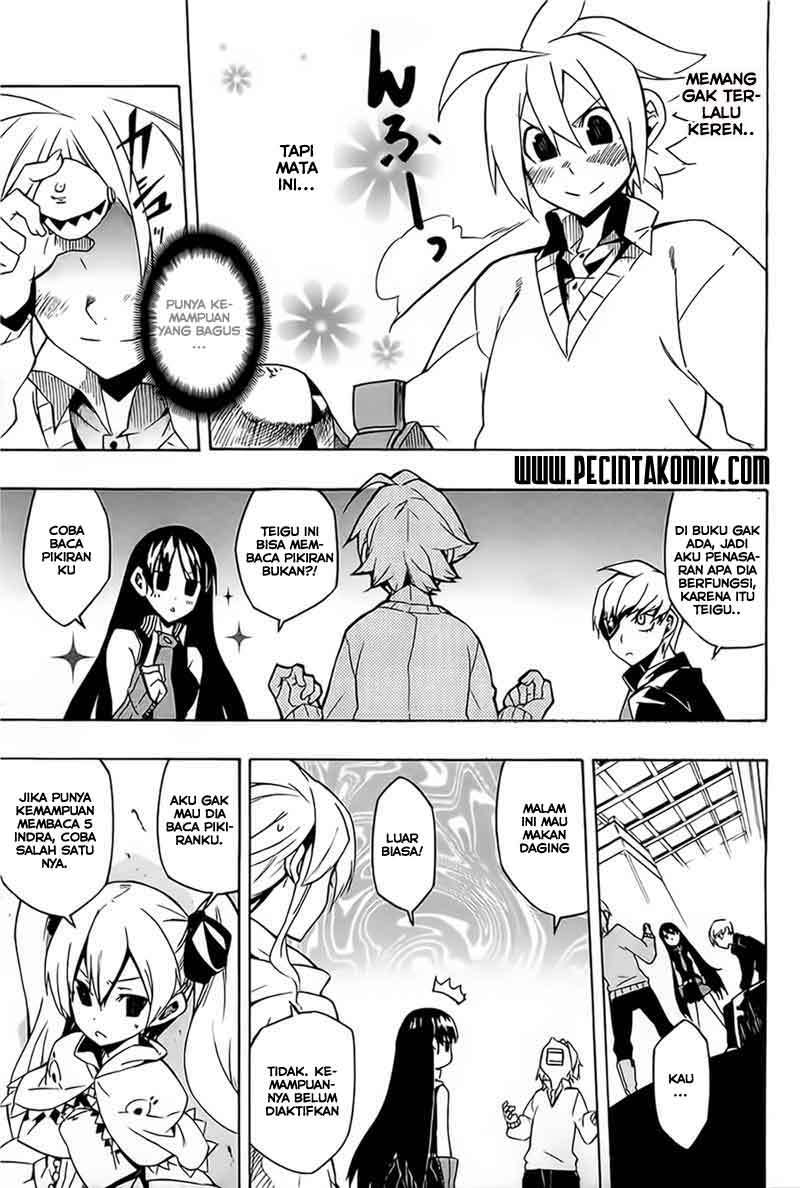 MEMANG
GAK TER-
LALU
KEREN..
んふーっ
TAPI
MATA
INI...
カキュッ
PUNYA KE-
MAMPUAN
YANG BAGUS
...
WWW.PECINTAKOMIK.COM
DI BUKU GAK
ADA, JADI
AKU PENASA-
RAN APA DIA
BERFUNGSI,
KARENA ITU
TEIGU..
TEIGU INI
BISA MEM-
BACA PIKIRAN
BUKAN?!
COBA
BACA
PIKIRAN
KU
KAU
...
MALAM
INI MAU
MAKAN
DAGING
LUAR
BIASA!
TIDAK. KE-
MAMPUAN-
NYA BELUM
DIAKTIFKAN
AKU GAK
MAU DIA
BACA PIKI-
RANKU.
JIKA PUNYA
KEMAMPUAN
MEMBACA 5
INDRA, COBA
SALAH SATU
NYA.